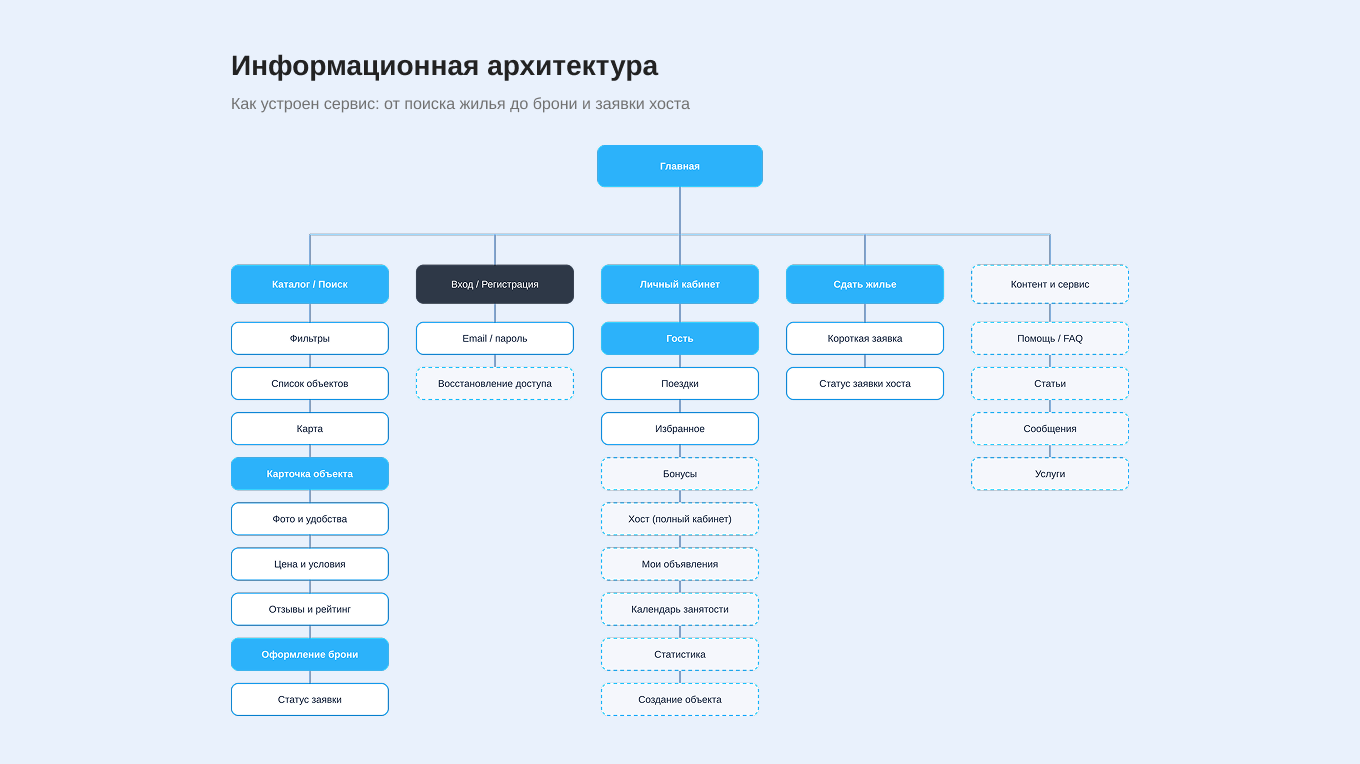 Информационная архитектура
Как устроен сервис: от поиска жилья до брони и заявки хоста
Главная
Каталог / Поиск
Фильтры
Список объектов
Карта
Карточка объекта
Фото и удобства
Цена и условия
Отзывы и рейтинг
Оформление брони
Статус заявки
Вход / Регистрация
Email / пароль
Восстановление доступа
Личный кабинет
Гость
Поездки
Избранное
Бонусы
Хост (полный кабинет)
Мои объявления
Календарь занятости
Статистика
Создание объекта
Сдать жилье
Короткая заявка
Статус заявки хоста
Контент и сервис
Помощь / FAQ
Статьи
Сообщения
Услуги